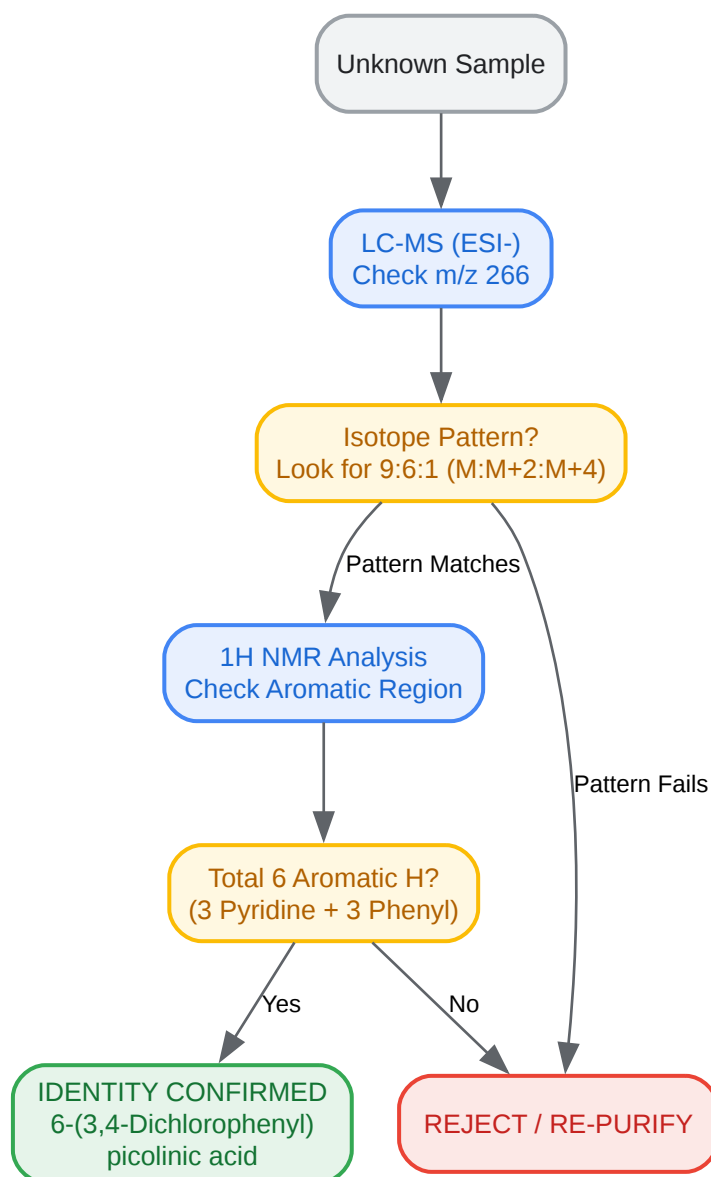 Unknown Sample
LC-MS (ESI-)
Check m/z 266
Isotope Pattern?
Look for 9:6:1 (M:M+2:M+4)
Pattern Matches
1H NMR Analysis
Check Aromatic Region
Pattern Fails
Total 6 Aromatic H?
(3 Pyridine + 3 Phenyl)
Yes
No
IDENTITY CONFIRMED
6-(3,4-Dichlorophenyl)
picolinic acid
REJECT / RE-PURIFY